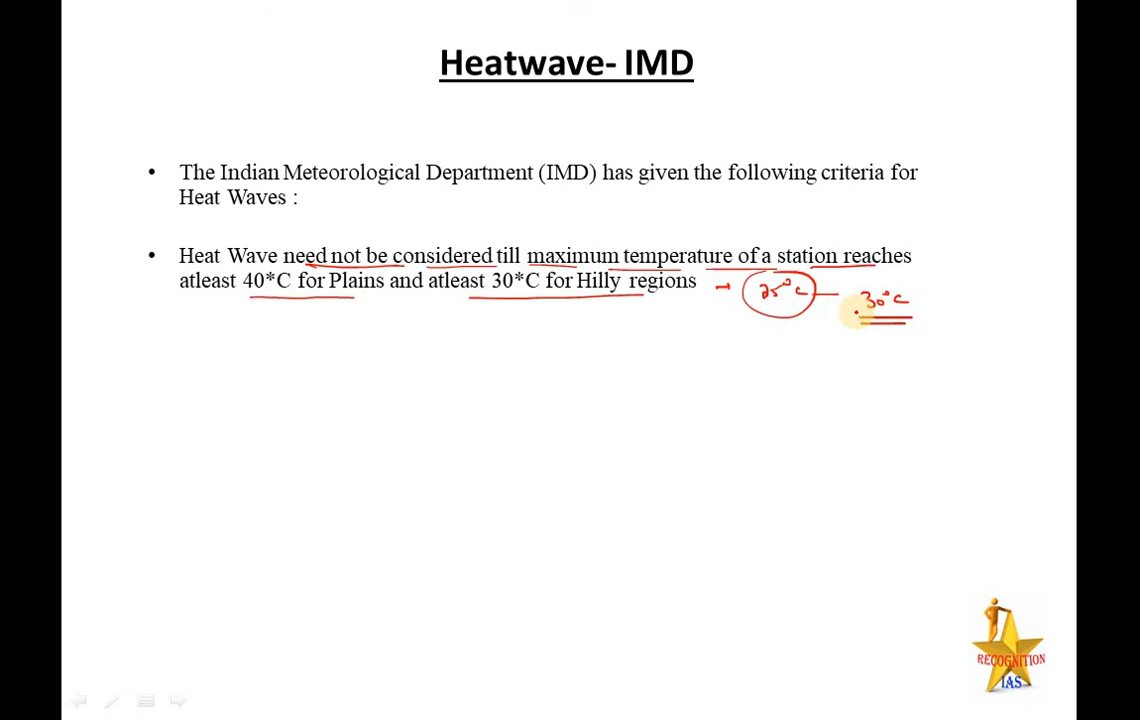 Heatwave- IMD
• The Indian Meteorological Department (IMD) has given the following criteria for
Heat Waves :
• Heat Wave need not be considered till maximum temperature of a station reaches
atleast 40*C for Plains and atleast 30*C for Hilly regions → 25°C — 30°C
RECOGNITION
IAS